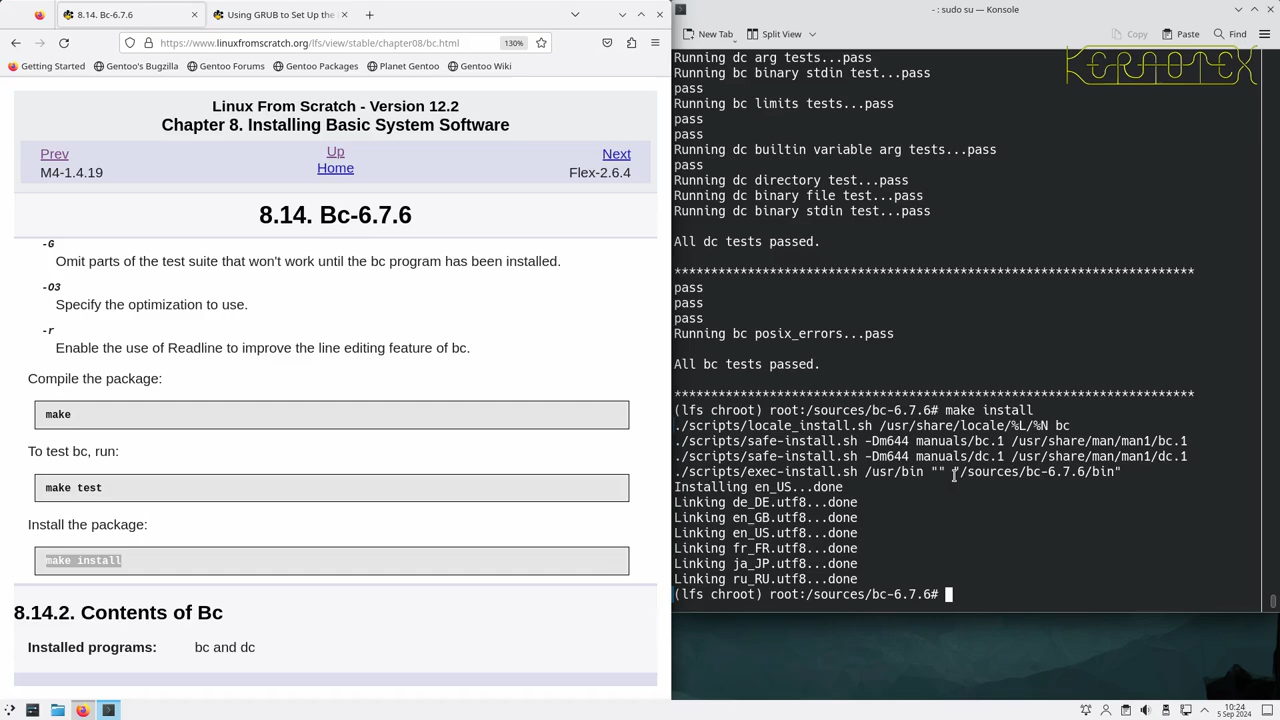 8.14. Bc-6.7.6
Using GRUB to Set Up the
https://www.linuxfromscratch.org/lfs/view/stable/chapter08/bc.html
130%
Getting Started
Gentoo's Bugzilla
Gentoo Forums
Gentoo Packages
Planet Gentoo
Gentoo Wiki
Linux From Scratch - Version 12.2
Chapter 8. Installing Basic System Software
Prev
Up
Next
M4-1.4.19
Home
Flex-2.6.4
8.14. Bc-6.7.6
-G
Omit parts of the test suite that won't work until the bc program has been installed.
-O3
Specify the optimization to use.
-r
Enable the use of Readline to improve the line editing feature of bc.
Compile the package:
make
To test bc, run:
make test
Install the package:
make install
8.14.2. Contents of Bc
Installed programs: bc and dc
- : sudo su — Konsole
New Tab
Split View
Copy
Paste
Find
KERNOTEX
Running dc arg tests...pass
Running bc binary stdin test...pass
pass
Running bc limits tests...pass
pass
pass
Running dc builtin variable arg tests...pass
pass
Running dc directory test...pass
Running dc binary file test...pass
Running dc binary stdin test...pass
All dc tests passed.
***********************************************************************
pass
pass
pass
Running bc posix_errors...pass
All bc tests passed.
***********************************************************************
(lfs chroot) root:/sources/bc-6.7.6# make install
./scripts/locale_install.sh /usr/share/locale/%L/%N bc
./scripts/safe-install.sh -Dm644 manuals/bc.1 /usr/share/man/man1/bc.1
./scripts/safe-install.sh -Dm644 manuals/dc.1 /usr/share/man/man1/dc.1
./scripts/exec-install.sh /usr/bin "" "/sources/bc-6.7.6/bin"
Installing en_US...done
Linking de_DE.utf8...done
Linking en_GB.utf8...done
Linking en_US.utf8...done
Linking fr_FR.utf8...done
Linking ja_JP.utf8...done
Linking ru_RU.utf8...done
(lfs chroot) root:/sources/bc-6.7.6#
10:24
5 Sep 2024